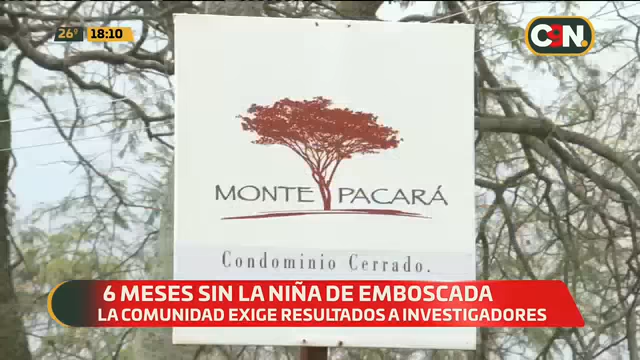 26º 18:10
C9N.
MONTE PACARÁ
Condominio Cerrado.
6 MESES SIN LA NIÑA DE EMBOSCADA
LA COMUNIDAD EXIGE RESULTADOS A INVESTIGADORES